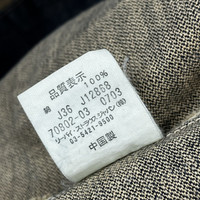 品質表示
綿 100%
J36 J12868
70802-03 0703
リーバイ・ストラウス ジャパン(株)
03-5421-9500
中国製